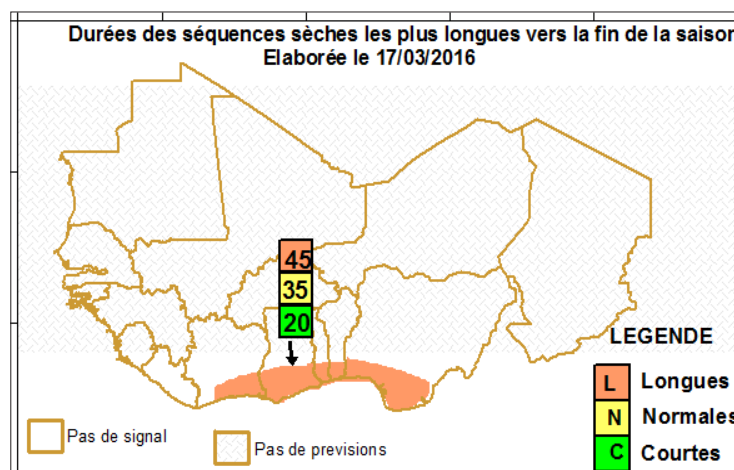 Durées des séquences sèches les plus longues vers la fin de la saison
Elaborée le 17/03/2016
45
35
20
LEGENDE
L Longues
N Normales
C Courtes
Pas de signal
Pas de previsions